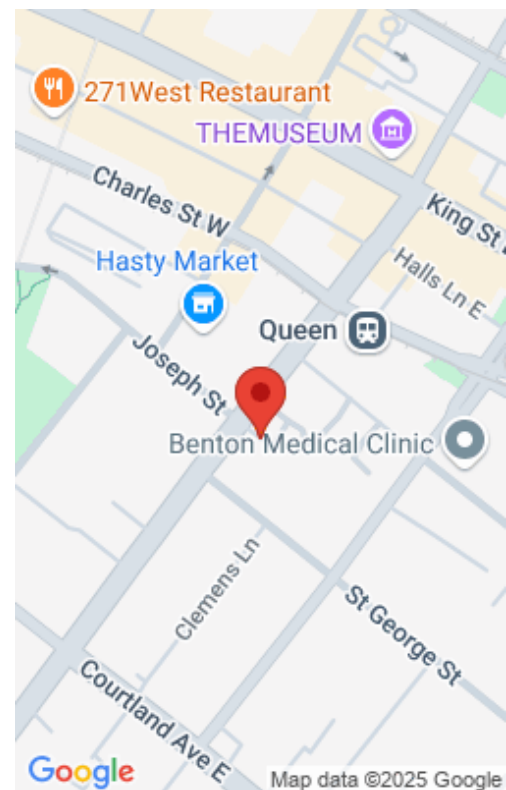 271West Restaurant
THEMUSEUM
Charles St W
King St E
Halls Ln E
Hasty Market
Queen
Joseph St
Benton Medical Clinic
Clemens Ln
St George St
Courtland Ave E
Google
Map data ©2025 Google